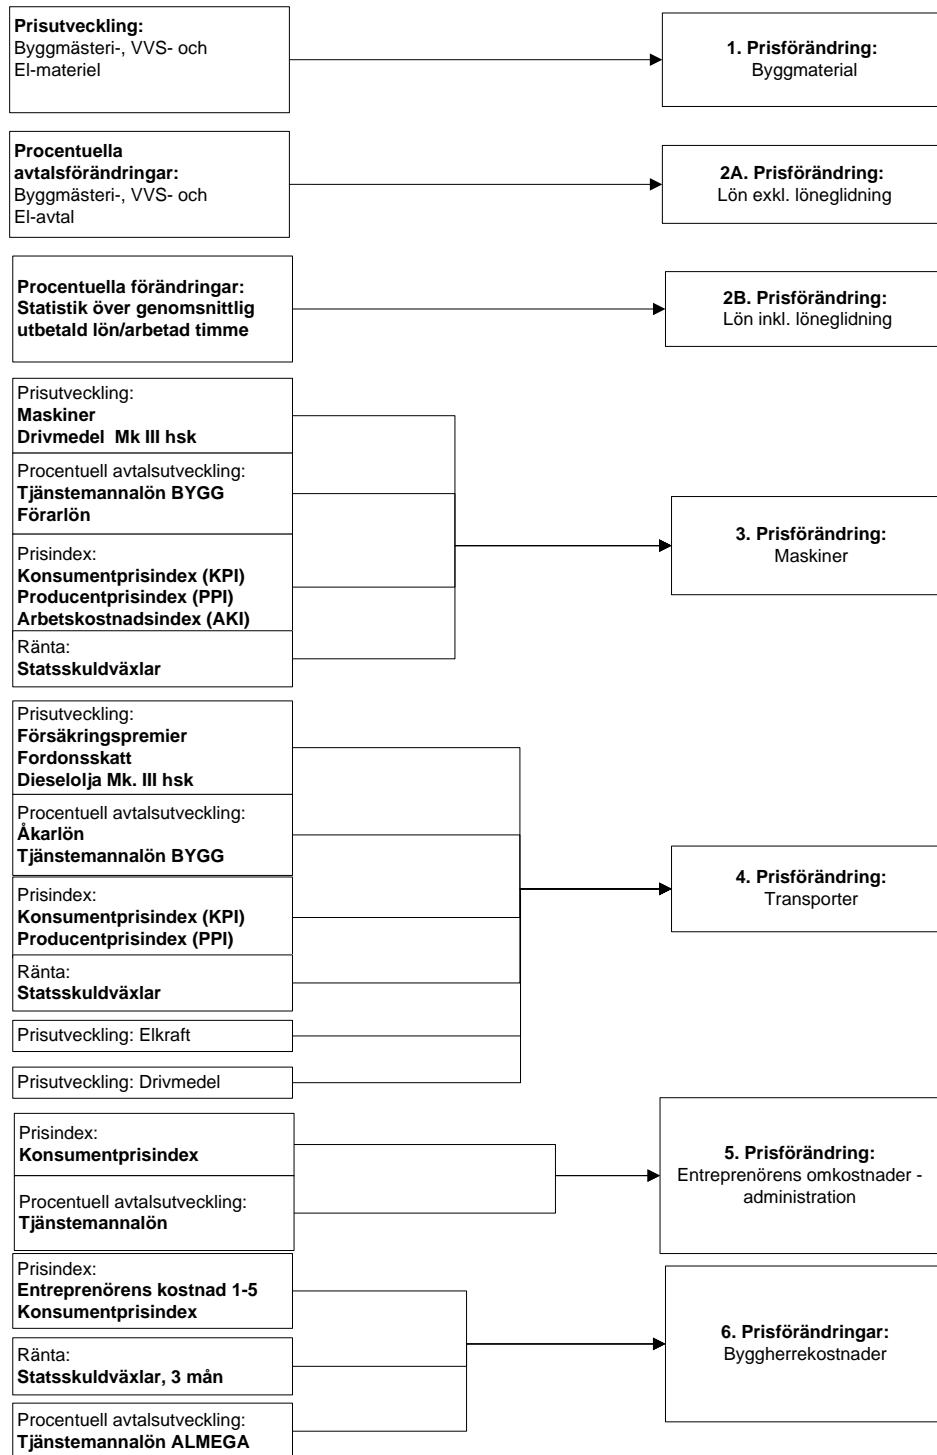 Prisutveckling:
Byggmästeri-, VVS- och
El-materiel
1. Prisförändring:
Byggmaterial
Procentuella
avtalsförändringar:
Byggmästeri-, VVS- och
El-avtal
2A. Prisförändring:
Lön exkl. löneglidning
Procentuella förändringar:
Statistik över genomsnittlig
utbetald lön/arbetad timme
2B. Prisförändring:
Lön inkl. löneglidning
Prisutveckling:
Maskiner
Drivmedel Mk III hsk
Procentuell avtalsutveckling:
Tjänstemannalön BYGG
Förarlön
Prisindex:
Konsumentprisindex (KPI)
Producentprisindex (PPI)
Arbetskostnadsindex (AKI)
Ränta:
Statsskuldväxlar
3. Prisförändring:
Maskiner
Prisutveckling:
Försäkringspremier
Fordonsskatt
Dieselolja Mk. III hsk
Procentuell avtalsutveckling:
Åkarlön
Tjänstemannalön BYGG
Prisindex:
Konsumentprisindex (KPI)
Producentprisindex (PPI)
Ränta:
Statsskuldväxlar
Prisutveckling: Elkraft
Prisutveckling: Drivmedel
4. Prisförändring:
Transporter
Prisindex:
Konsumentprisindex
Procentuell avtalsutveckling:
Tjänstemannalön
5. Prisförändring:
Entreprenörens omkostnader -
administration
Prisindex:
Entreprenörens kostnad 1-5
Konsumentprisindex
Ränta:
Statsskuldväxlar, 3 mån
Procentuell avtalsutveckling:
Tjänstemannalön ALMEGA
6. Prisförändringar:
Byggherrekostnader